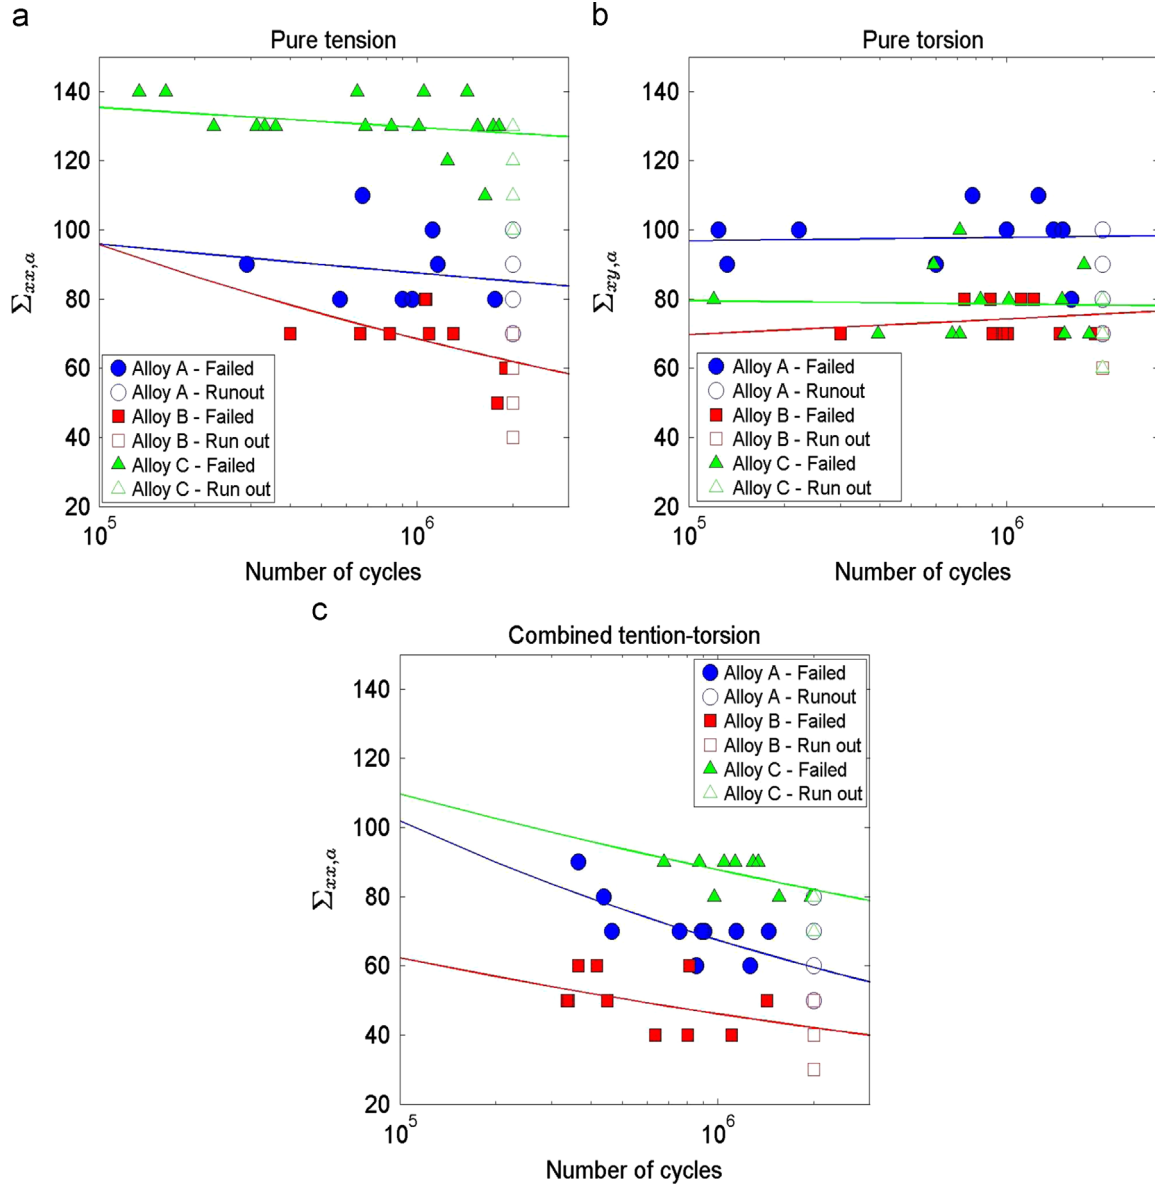 a
Pure tension
Σxx,a
140
120
100
80
60
40
20
10^5
10^6
Number of cycles
Alloy A - Failed
Alloy A - Runout
Alloy B - Failed
Alloy B - Run out
Alloy C - Failed
Alloy C - Run out
b
Pure torsion
Σxy,a
140
120
100
80
60
40
20
10^5
10^6
Number of cycles
Alloy A - Failed
Alloy A - Runout
Alloy B - Failed
Alloy B - Run out
Alloy C - Failed
Alloy C - Run out
c
Combined tention-torsion
Σxx,a
140
120
100
80
60
40
20
10^5
10^6
Number of cycles
Alloy A - Failed
Alloy A - Runout
Alloy B - Failed
Alloy B - Run out
Alloy C - Failed
Alloy C - Run out